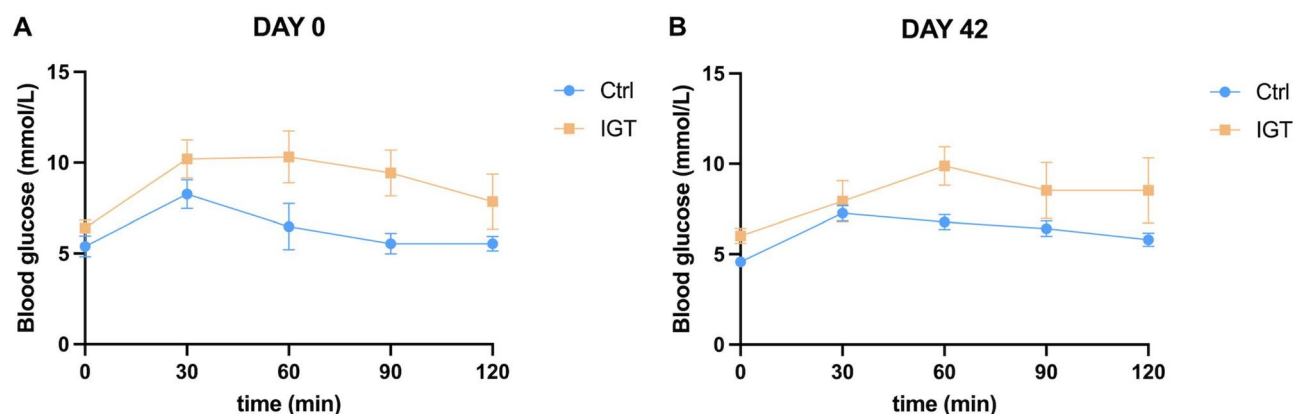 A
DAY 0
Blood glucose (mmol/L)
15
10
5
0
0 30 60 90 120
time (min)
Ctrl
IGT
B
DAY 42
Blood glucose (mmol/L)
15
10
5
0
0 30 60 90 120
time (min)
Ctrl
IGT